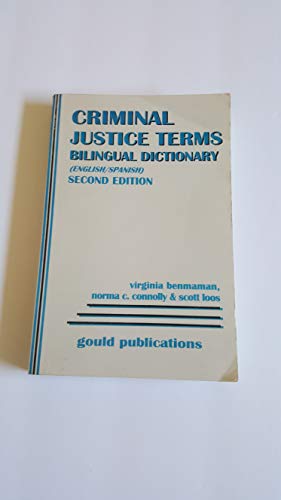 CRIMINAL
JUSTICE TERMS
BILINGUAL DICTIONARY
(ENGLISH/SPANISH)
SECOND EDITION
virginia benmaman,
norma c. connolly & scott loos
gould publications